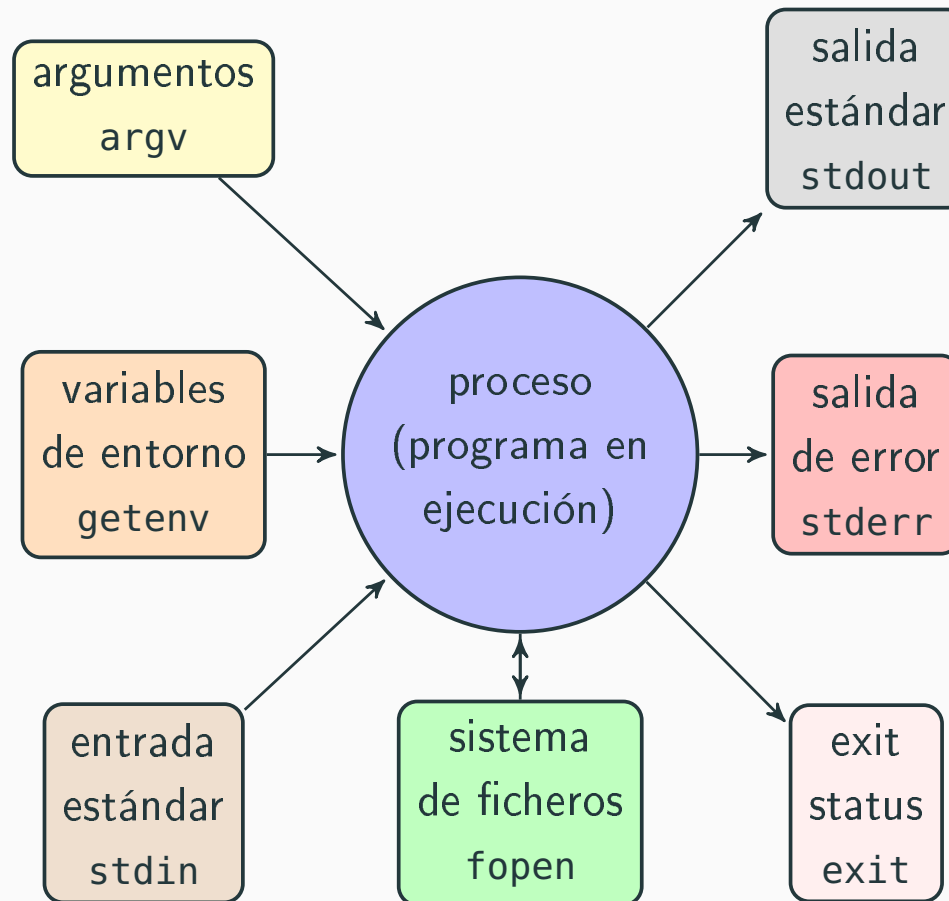 argumentos
argv
salida
estándar
stdout
variables
de entorno
getenv
proceso
(programa en
ejecución)
salida
de error
stderr
entrada
estándar
stdin
sistema
de ficheros
fopen
exit
status
exit